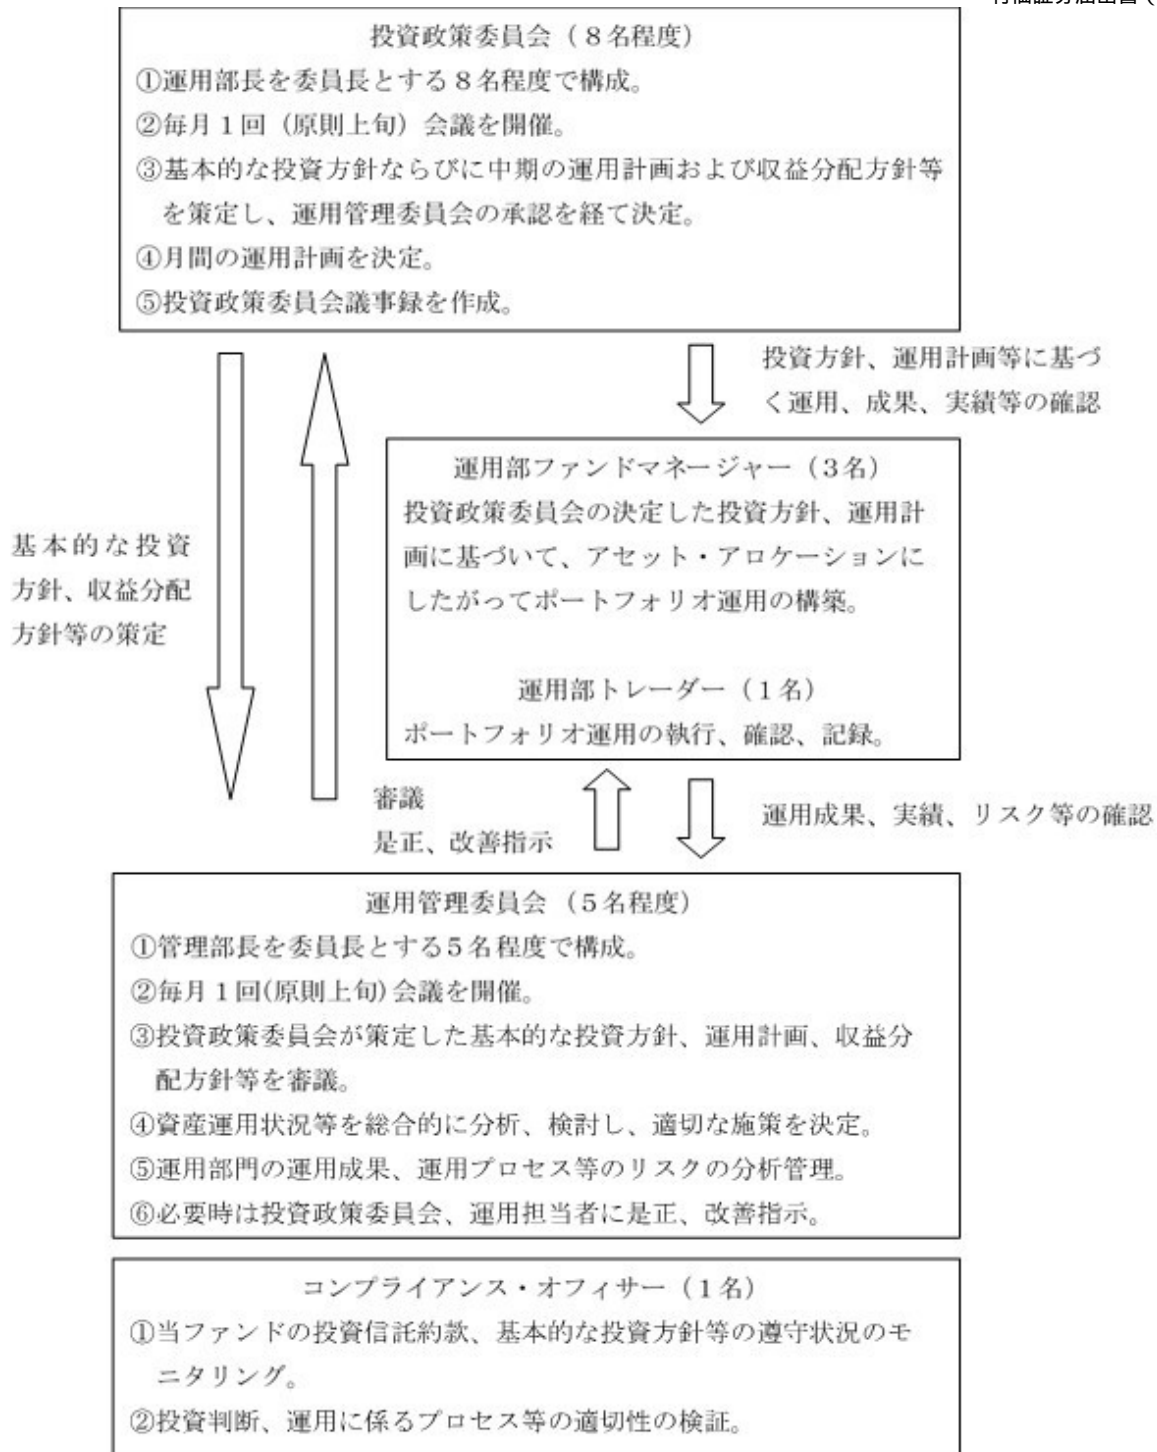 投資政策委員会（８名程度）
①運用部長を委員長とする８名程度で構成。
②毎月１回（原則上旬）会議を開催。
③基本的な投資方針ならびに中期の運用計画および収益分配方針等
を策定し、運用管理委員会の承認を経て決定。
④月間の運用計画を決定。
⑤投資政策委員会議事録を作成。
投資方針、運用計画等に基づ
く運用、成果、実績等の確認
運用部ファンドマネージャー（３名）
投資政策委員会の決定した投資方針、運用計
画に基づいて、アセット・アロケーションに
したがってポートフォリオ運用の構築。
運用部トレーダー（１名）
ポートフォリオ運用の執行、確認、記録。
基本的な投資
方針、収益分配
方針等の策定
審議
是正、改善指示
運用成果、実績、リスク等の確認
運用管理委員会（５名程度）
①管理部長を委員長とする５名程度で構成。
②毎月１回(原則上旬)会議を開催。
③投資政策委員会が策定した基本的な投資方針、運用計画、収益分
配方針等を審議。
④資産運用状況等を総合的に分析、検討し、適切な施策を決定。
⑤運用部門の運用成果、運用プロセス等のリスクの分析管理。
⑥必要時は投資政策委員会、運用担当者に是正、改善指示。
コンプライアンス・オフィサー（１名）
①当ファンドの投資信託約款、基本的な投資方針等の遵守状況のモ
ニタリング。
②投資判断、運用に係るプロセス等の適切性の検証。